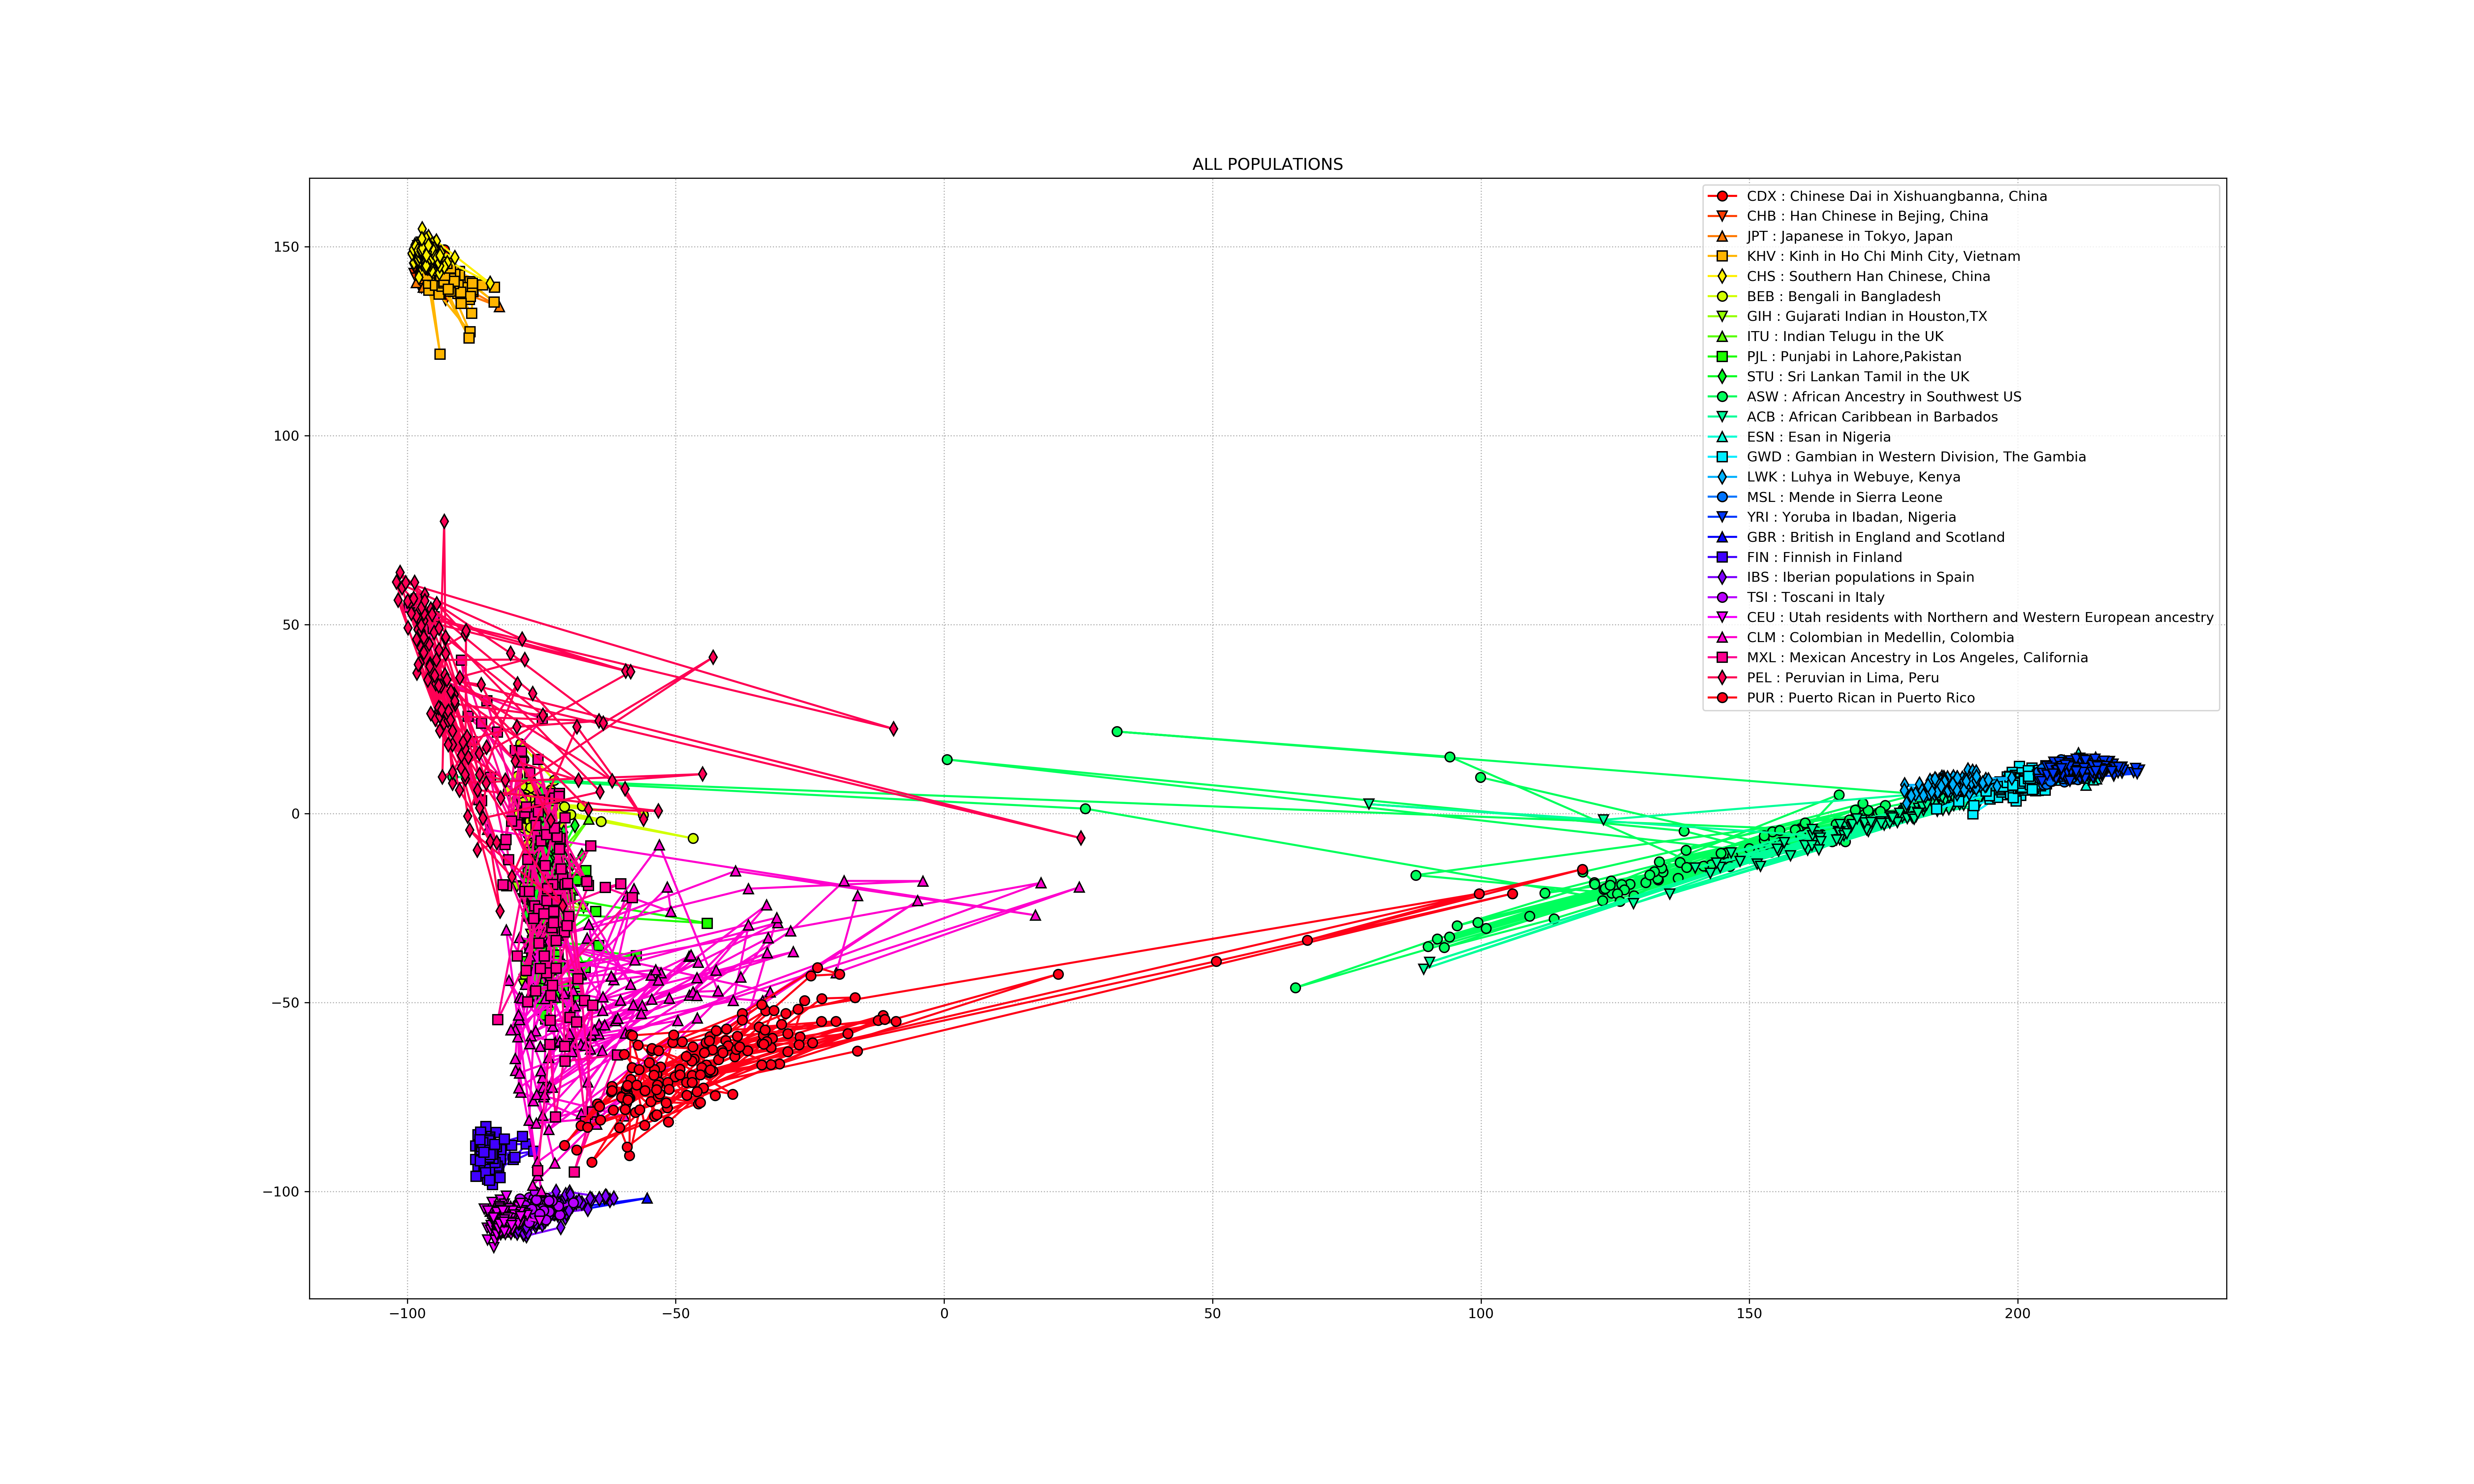 ALL POPULATIONS
CDX : Chinese Dai in Xishuangbanna, China
CHB : Han Chinese in Bejing, China
JPT : Japanese in Tokyo, Japan
KHV : Kinh in Ho Chi Minh City, Vietnam
CHS : Southern Han Chinese, China
BEB : Bengali in Bangladesh
GIH : Gujarati Indian in Houston,TX
ITU : Indian Telugu in the UK
PJL : Punjabi in Lahore,Pakistan
STU : Sri Lankan Tamil in the UK
ASW : African Ancestry in Southwest US
ACB : African Caribbean in Barbados
ESN : Esan in Nigeria
GWD : Gambian in Western Division, The Gambia
LWK : Luhya in Webuye, Kenya
MSL : Mende in Sierra Leone
YRI : Yoruba in Ibadan, Nigeria
GBR : British in England and Scotland
FIN : Finnish in Finland
IBS : Iberian populations in Spain
TSI : Toscani in Italy
CEU : Utah residents with Northern and Western European ancestry
CLM : Colombian in Medellin, Colombia
MXL : Mexican Ancestry in Los Angeles, California
PEL : Peruvian in Lima, Peru
PUR : Puerto Rican in Puerto Rico
150
100
50
0
−50
−100
−100 −50 0 50 100 150 200